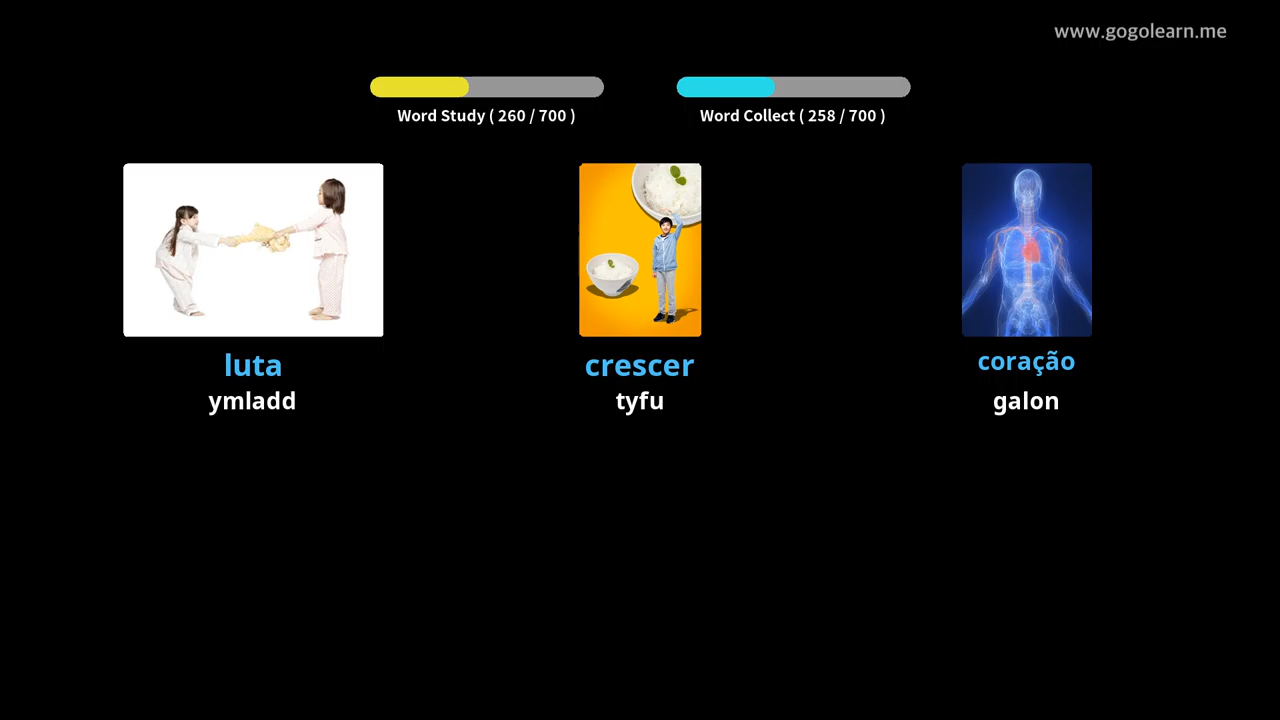 www.gogolearn.me
Word Study ( 260 / 700 )
Word Collect ( 258 / 700 )
luta
ymladd
crescer
tyfu
coração
galon